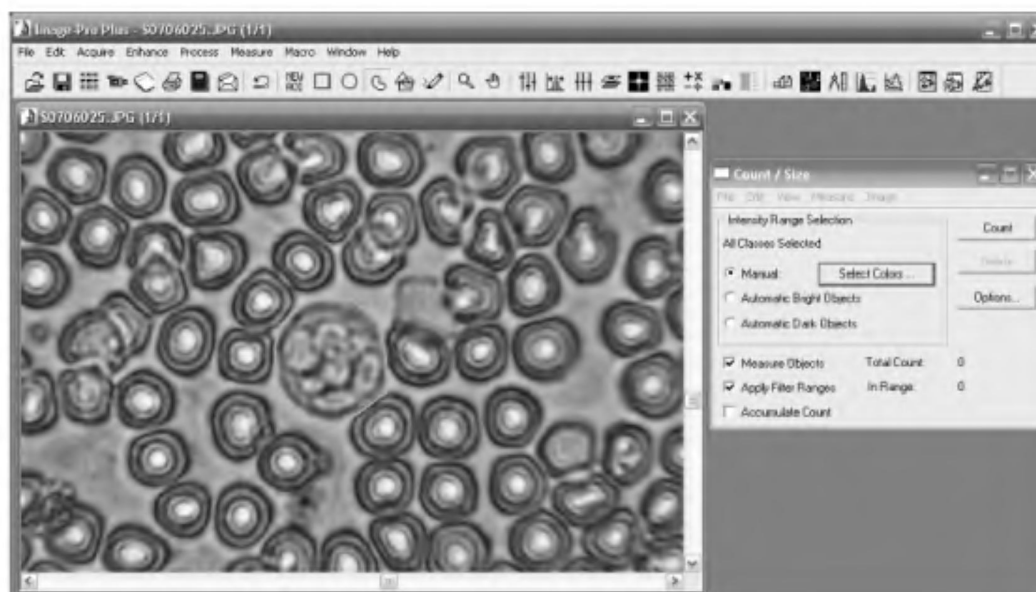 Image-Pro Plus - S0706025.JPG (1/1)
File Edit Acquire Enhance Process Measure Macro Window Help
S0706025.JPG (1/1)
Count / Size
File Edit View Measure Image
Intensity Range Selection
All Classes Selected
Manual: Select Colors ...
Automatic Bright Objects
Automatic Dark Objects
Count
Delete
Options...
Measure Objects Total Count: 0
Apply Filter Ranges In Range: 0
Accumulate Count